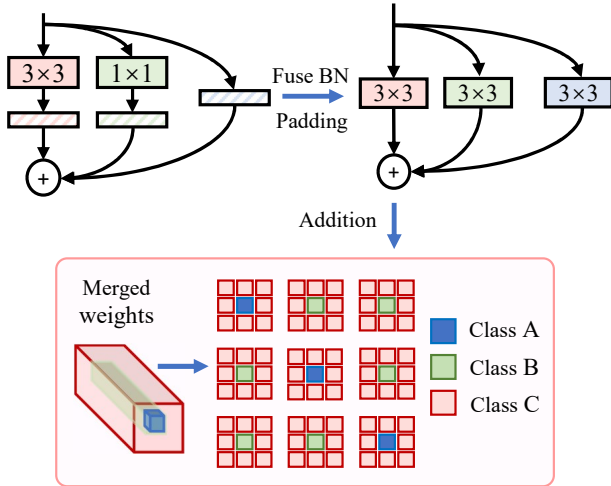 3×3
1×1
+
Fuse BN
Padding
3×3
3×3
3×3
+
Addition
Merged
weights
Class A
Class B
Class C